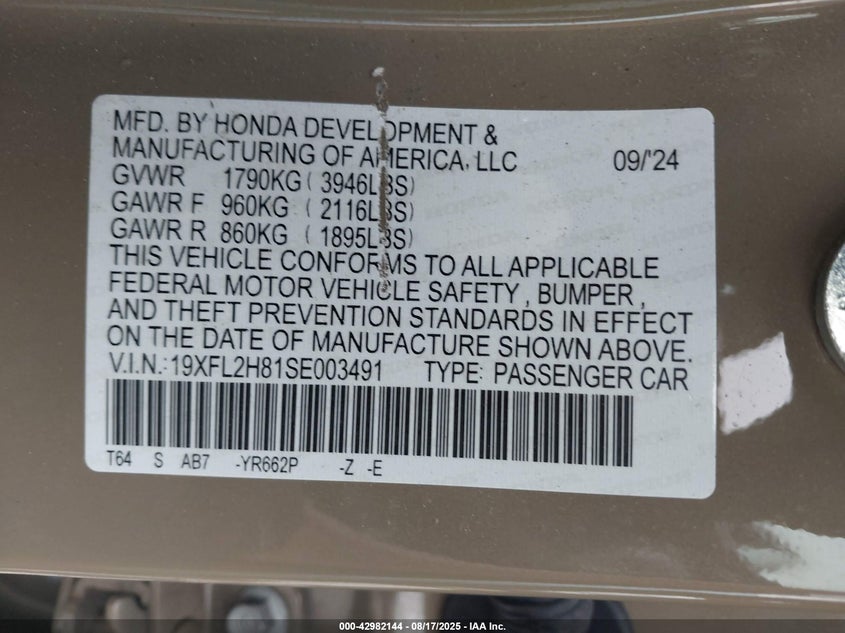 MFD. BY HONDA DEVELOPMENT &
MANUFACTURING OF AMERICA, LLC 09/'24
GVWR 1790KG ( 3946LBS)
GAWR F 960KG ( 2116LBS)
GAWR R 860KG ( 1895LBS)
THIS VEHICLE CONFORMS TO ALL APPLICABLE
FEDERAL MOTOR VEHICLE SAFETY , BUMPER ,
AND THEFT PREVENTION STANDARDS IN EFFECT
ON THE DATE OF MANUFACTURE SHOWN ABOVE.
V.I.N.:19XFL2H81SE003491 TYPE: PASSENGER CAR
T64 S AB7 -YR662P -Z -E
000-42982144 - 08/17/2025 - IAA Inc.